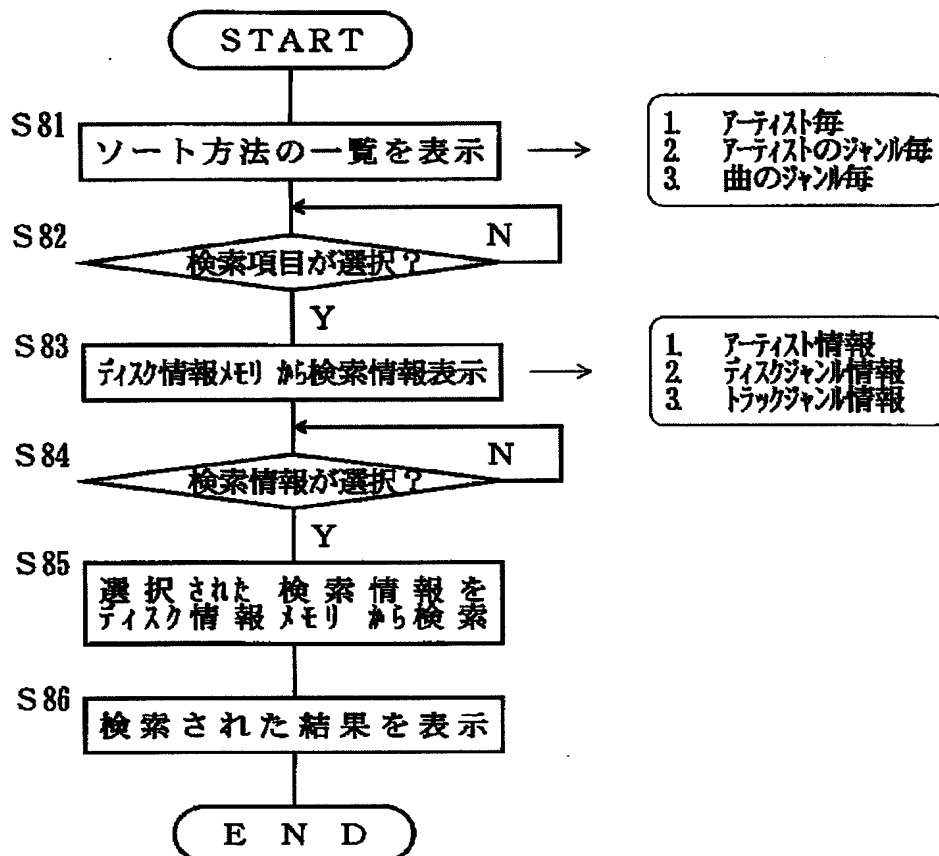 START
S81
ソート方法の一覧を表示
1. アーティスト毎
2. アーティストのジャンル毎
3. 曲のジャンル毎
S82
検索項目が選択？
N
Y
S83
ディスク情報メモリ から検索情報表示
1. アーティスト情報
2. ディスクジャンル情報
3. トラックジャンル情報
S84
検索情報が選択？
N
Y
S85
選択された 検索情報を
ディスク情報メモリ から検索
S86
検索された結果を表示
END